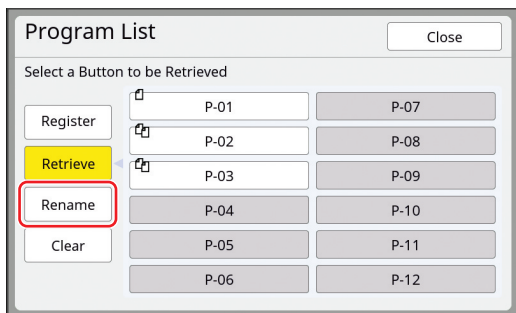 Program List
Close
Select a Button to be Retrieved
Register
Retrieve
Rename
Clear
P-01
P-02
P-03
P-04
P-05
P-06
P-07
P-08
P-09
P-10
P-11
P-12